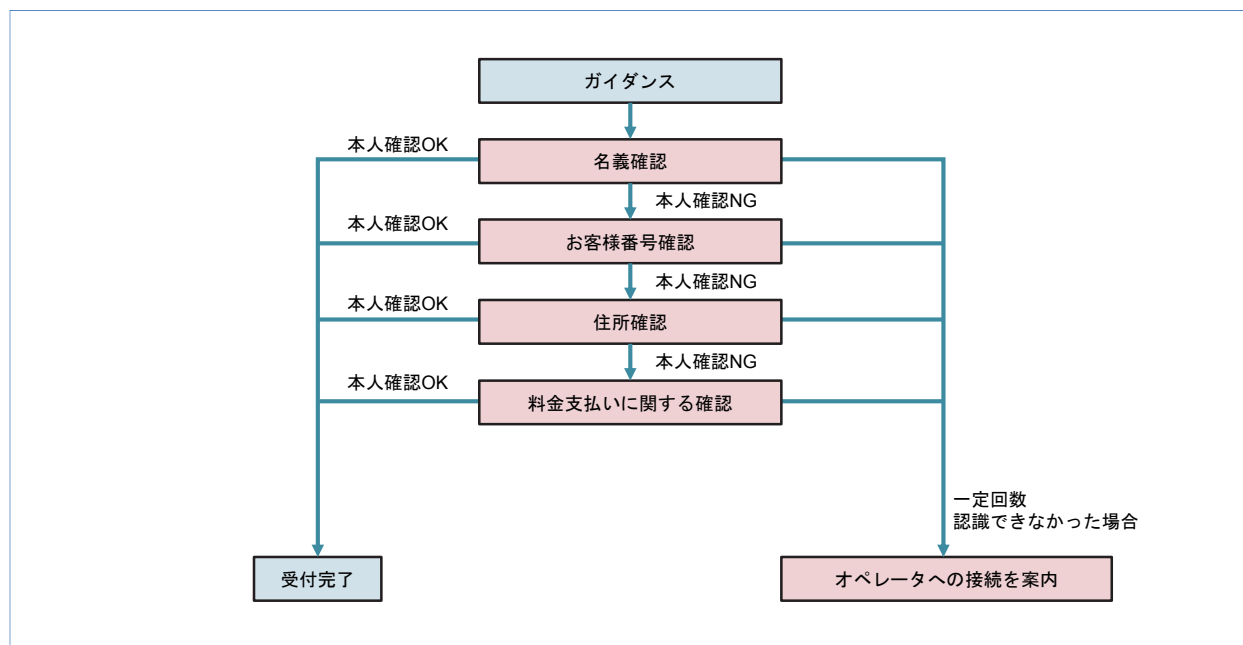 ガイダンス
本人確認OK
名義確認
本人確認NG
本人確認OK
お客様番号確認
本人確認NG
本人確認OK
住所確認
本人確認NG
本人確認OK
料金支払いに関する確認
一定回数
認識できなかった場合
受付完了
オペレータへの接続を案内